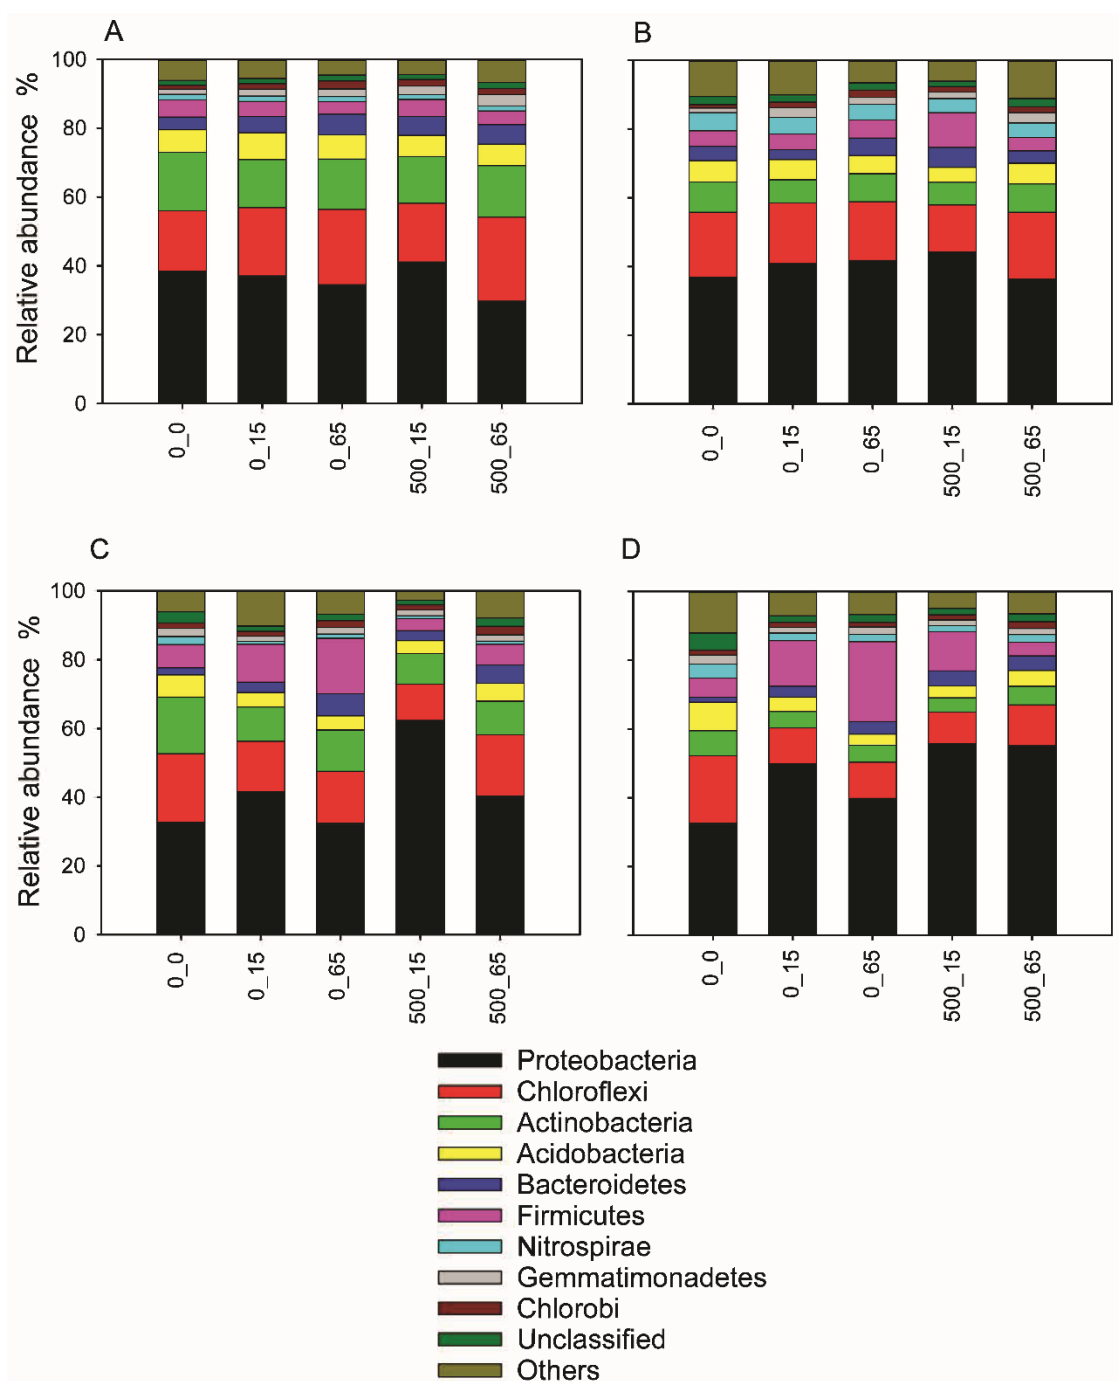 A
B
Relative abundance %
100
80
60
40
20
0
0_0
0_15
0_65
500_15
500_65
0_0
0_15
0_65
500_15
500_65
C
D
Relative abundance %
100
80
60
40
20
0
0_0
0_15
0_65
500_15
500_65
0_0
0_15
0_65
500_15
500_65
Proteobacteria
Chloroflexi
Actinobacteria
Acidobacteria
Bacteroidetes
Firmicutes
Nitrospirae
Gemmatimonadetes
Chlorobi
Unclassified
Others